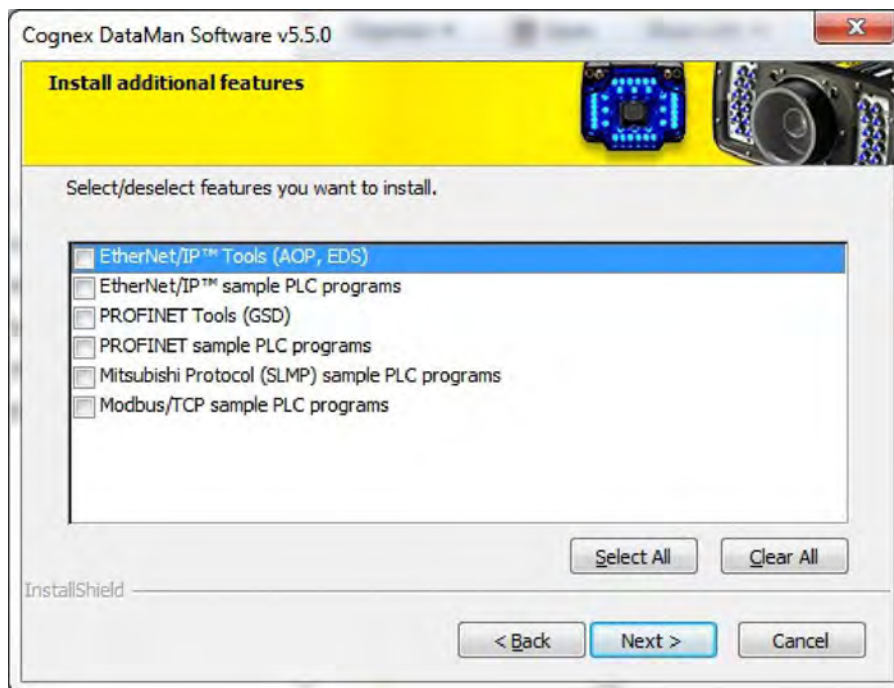 Cognex DataMan Software v5.5.0
Install additional features
Select/deselect features you want to install.
EtherNet/IP™ Tools (AOP, EDS)
EtherNet/IP™ sample PLC programs
PROFINET Tools (GSD)
PROFINET sample PLC programs
Mitsubishi Protocol (SLMP) sample PLC programs
Modbus/TCP sample PLC programs
Select All Clear All
InstallShield
< Back Next > Cancel